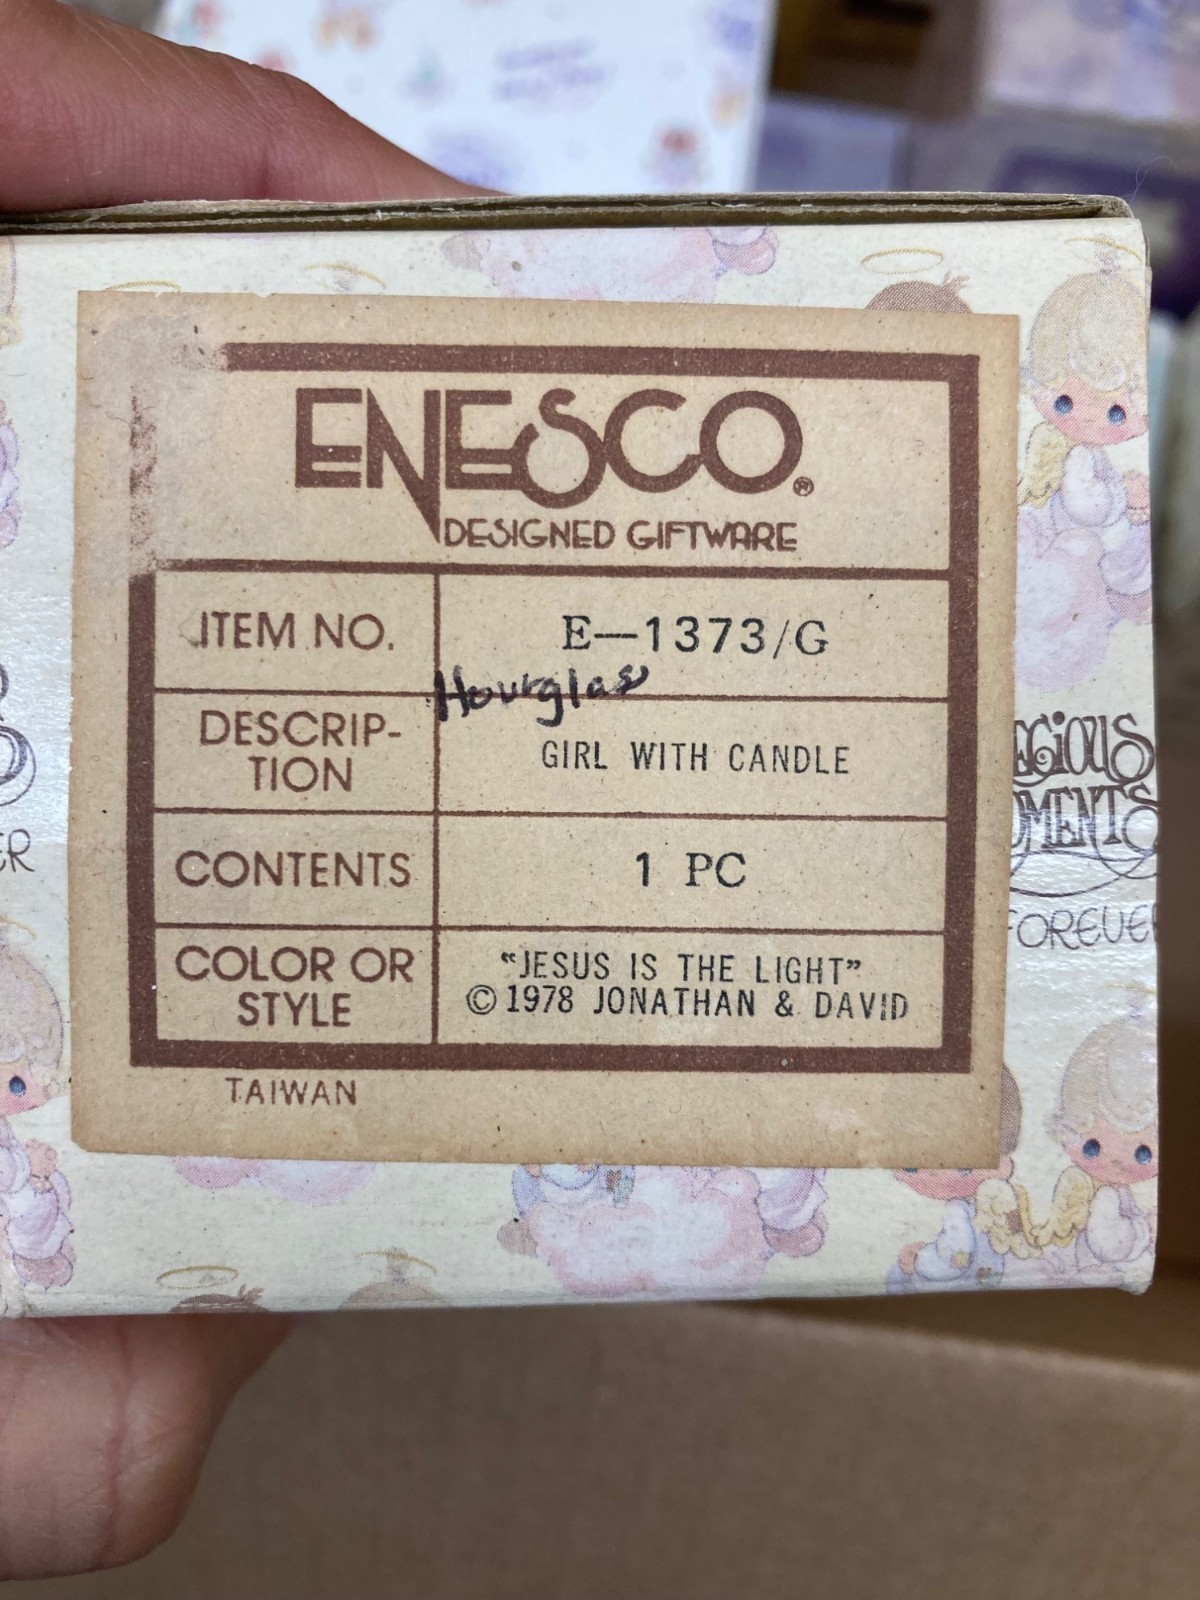 ENESCO®
DESIGNED GIFTWARE
ITEM NO.
E—1373/G
Hourglass
DESCRIP-
TION
GIRL WITH CANDLE
CONTENTS
1 PC
COLOR OR
STYLE
“JESUS IS THE LIGHT”
© 1978 JONATHAN & DAVID
TAIWAN